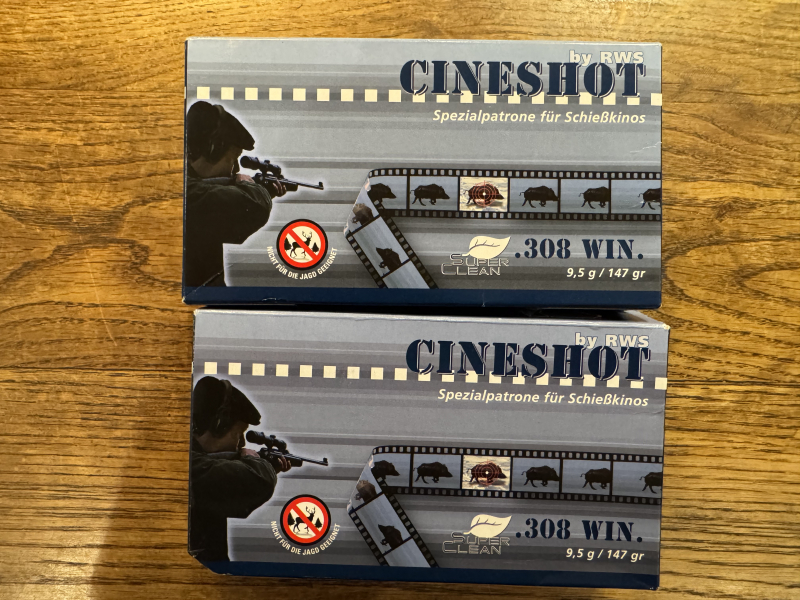 by RWS
CINESHOT
Spezialpatrone für Schießkinos
NICHT FÜR DIE JAGD GEEIGNET
SUPER
CLEAN
.308 WIN.
9,5 g / 147 gr
by RWS
CINESHOT
Spezialpatrone für Schießkinos
NICHT FÜR DIE JAGD GEEIGNET
SUPER
CLEAN
.308 WIN.
9,5 g / 147 gr